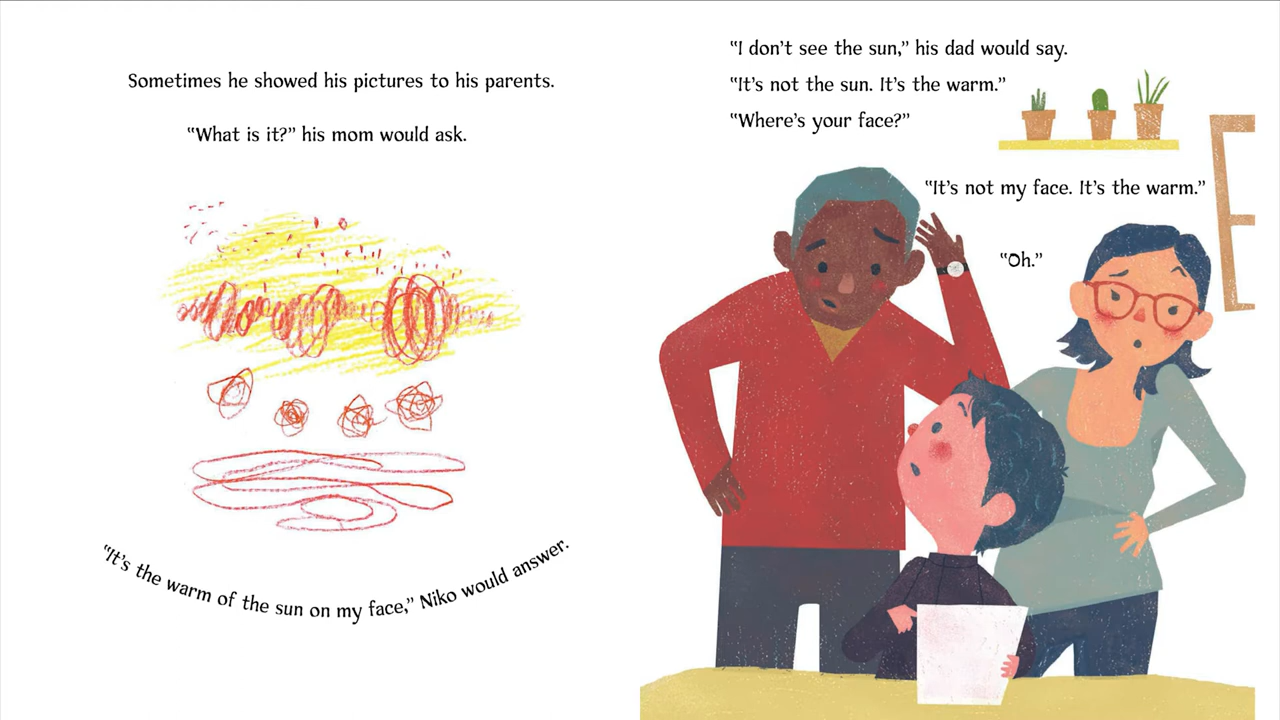 Sometimes he showed his pictures to his parents.
“What is it?” his mom would ask.
“It’s the warm of the sun on my face,” Niko would answer.
“I don’t see the sun,” his dad would say.
“It’s not the sun. It’s the warm.”
“Where’s your face?”
“It’s not my face. It’s the warm.”
“Oh.”